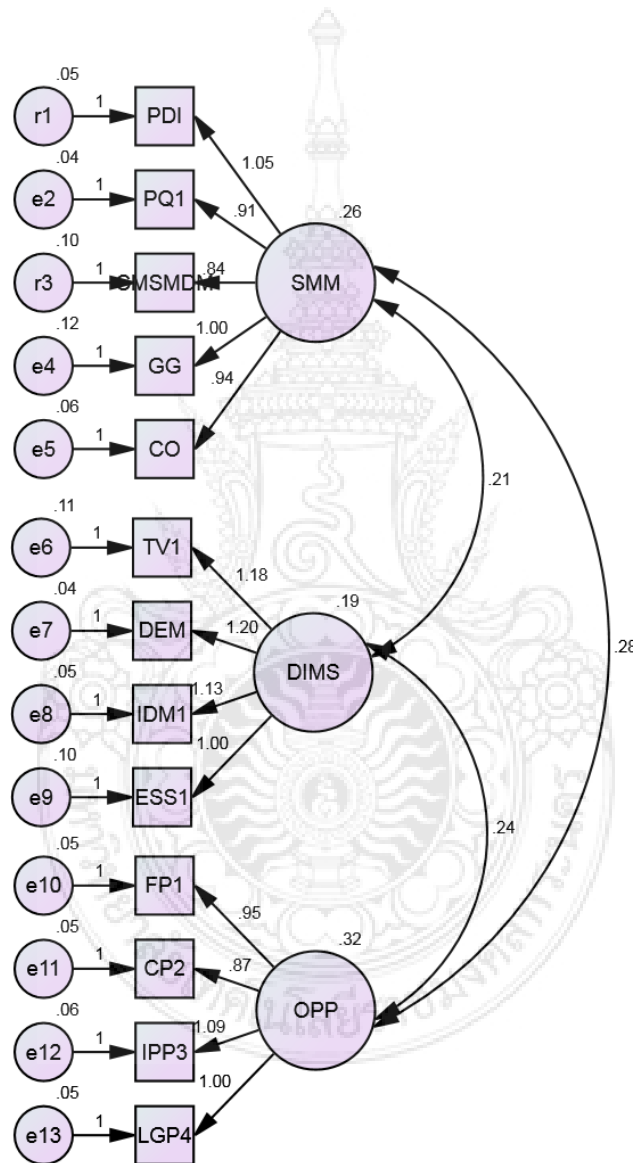 .05
r1 1 PDI
1.05
.04
e2 1 PQ1
.91
.26
.10
r3 1 SMSMDM .84 SMM
.12
e4 1 GG 1.00
.06
e5 1 CO .94
.21
.11
e6 1 TV1
1.18
.04
e7 1 DEM 1.20
.19
.05
e8 1 IDM1 1.13 DIMS
.10
e9 1 ESS1 1.00
.28
.24
.05
e10 1 FP1
.95
.05
e11 1 CP2 .87
.32
.06
e12 1 IPP3 1.09 OPP
.05
e13 1 LGP4 1.00